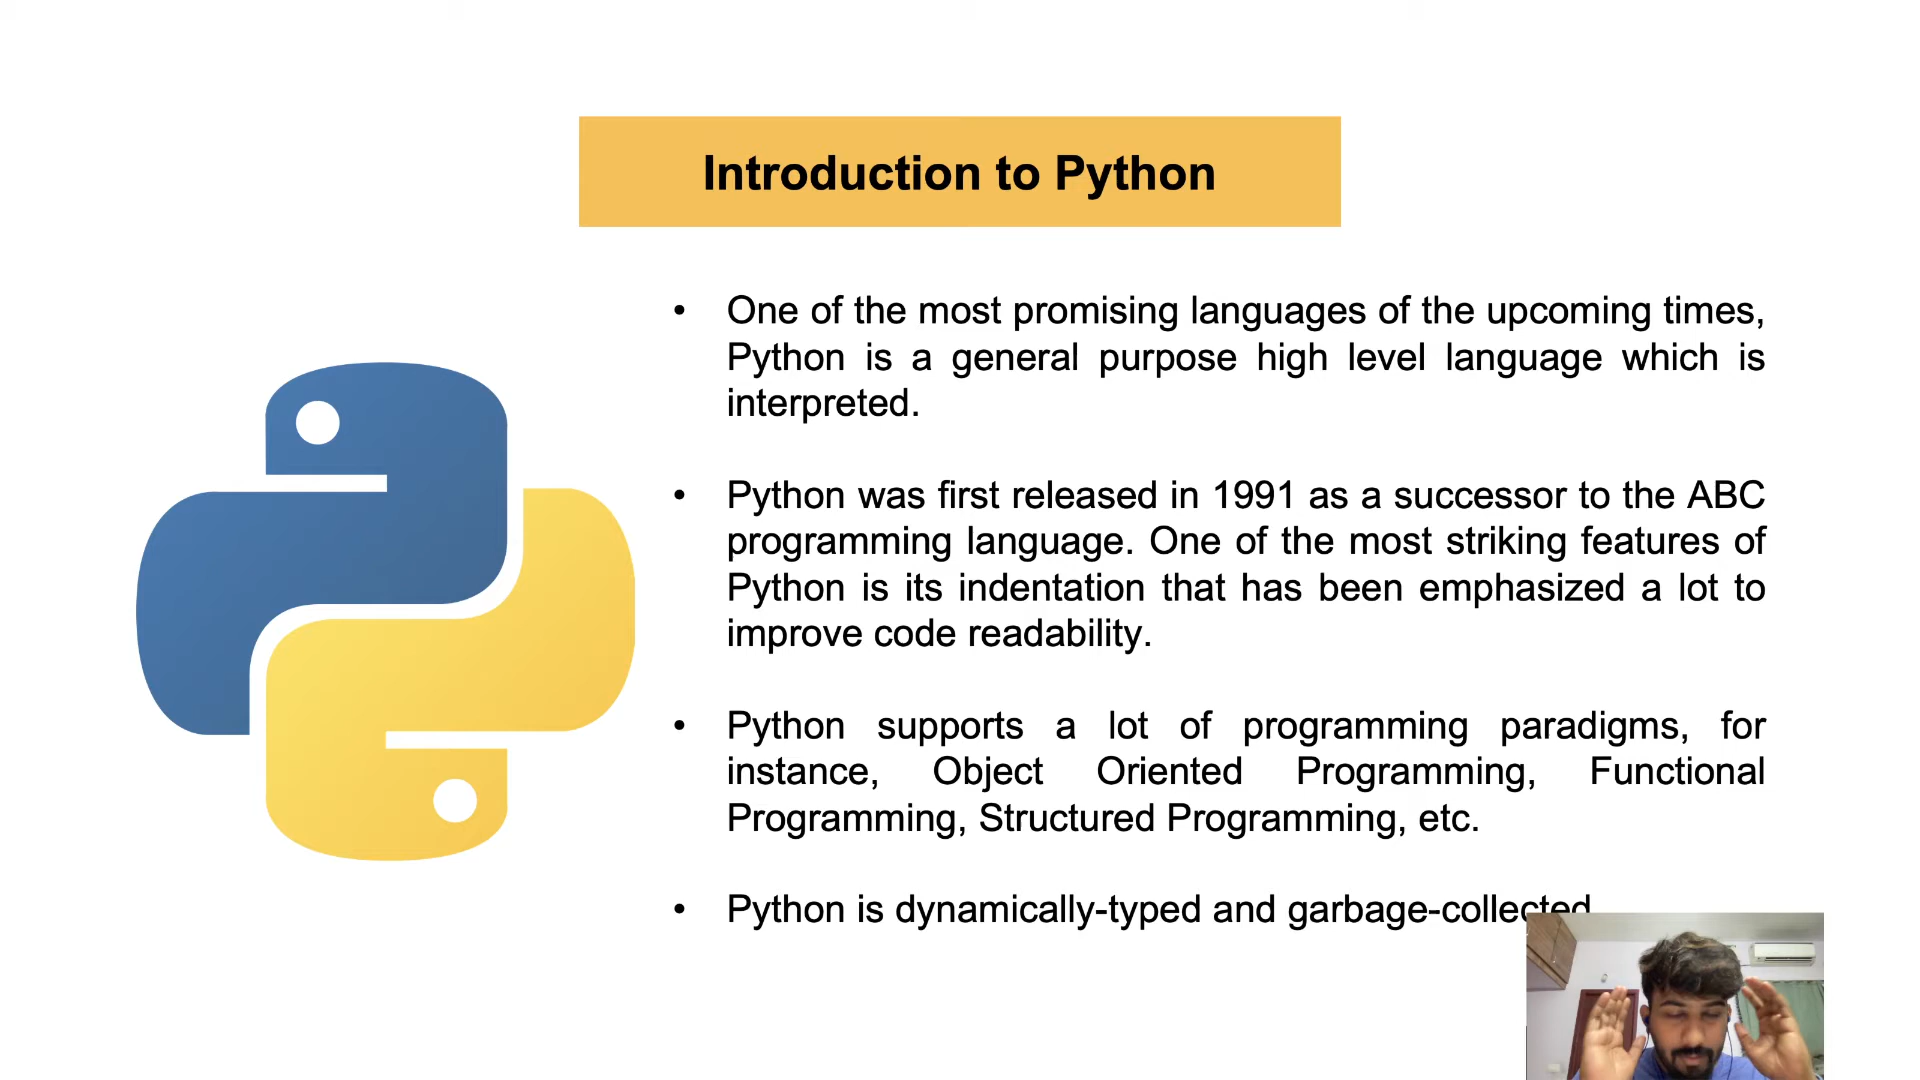 Introduction to Python
• One of the most promising languages of the upcoming times,
Python is a general purpose high level language which is
interpreted.
• Python was first released in 1991 as a successor to the ABC
programming language. One of the most striking features of
Python is its indentation that has been emphasized a lot to
improve code readability.
• Python supports a lot of programming paradigms, for
instance, Object Oriented Programming, Functional
Programming, Structured Programming, etc.
• Python is dynamically-typed and garbage-collected